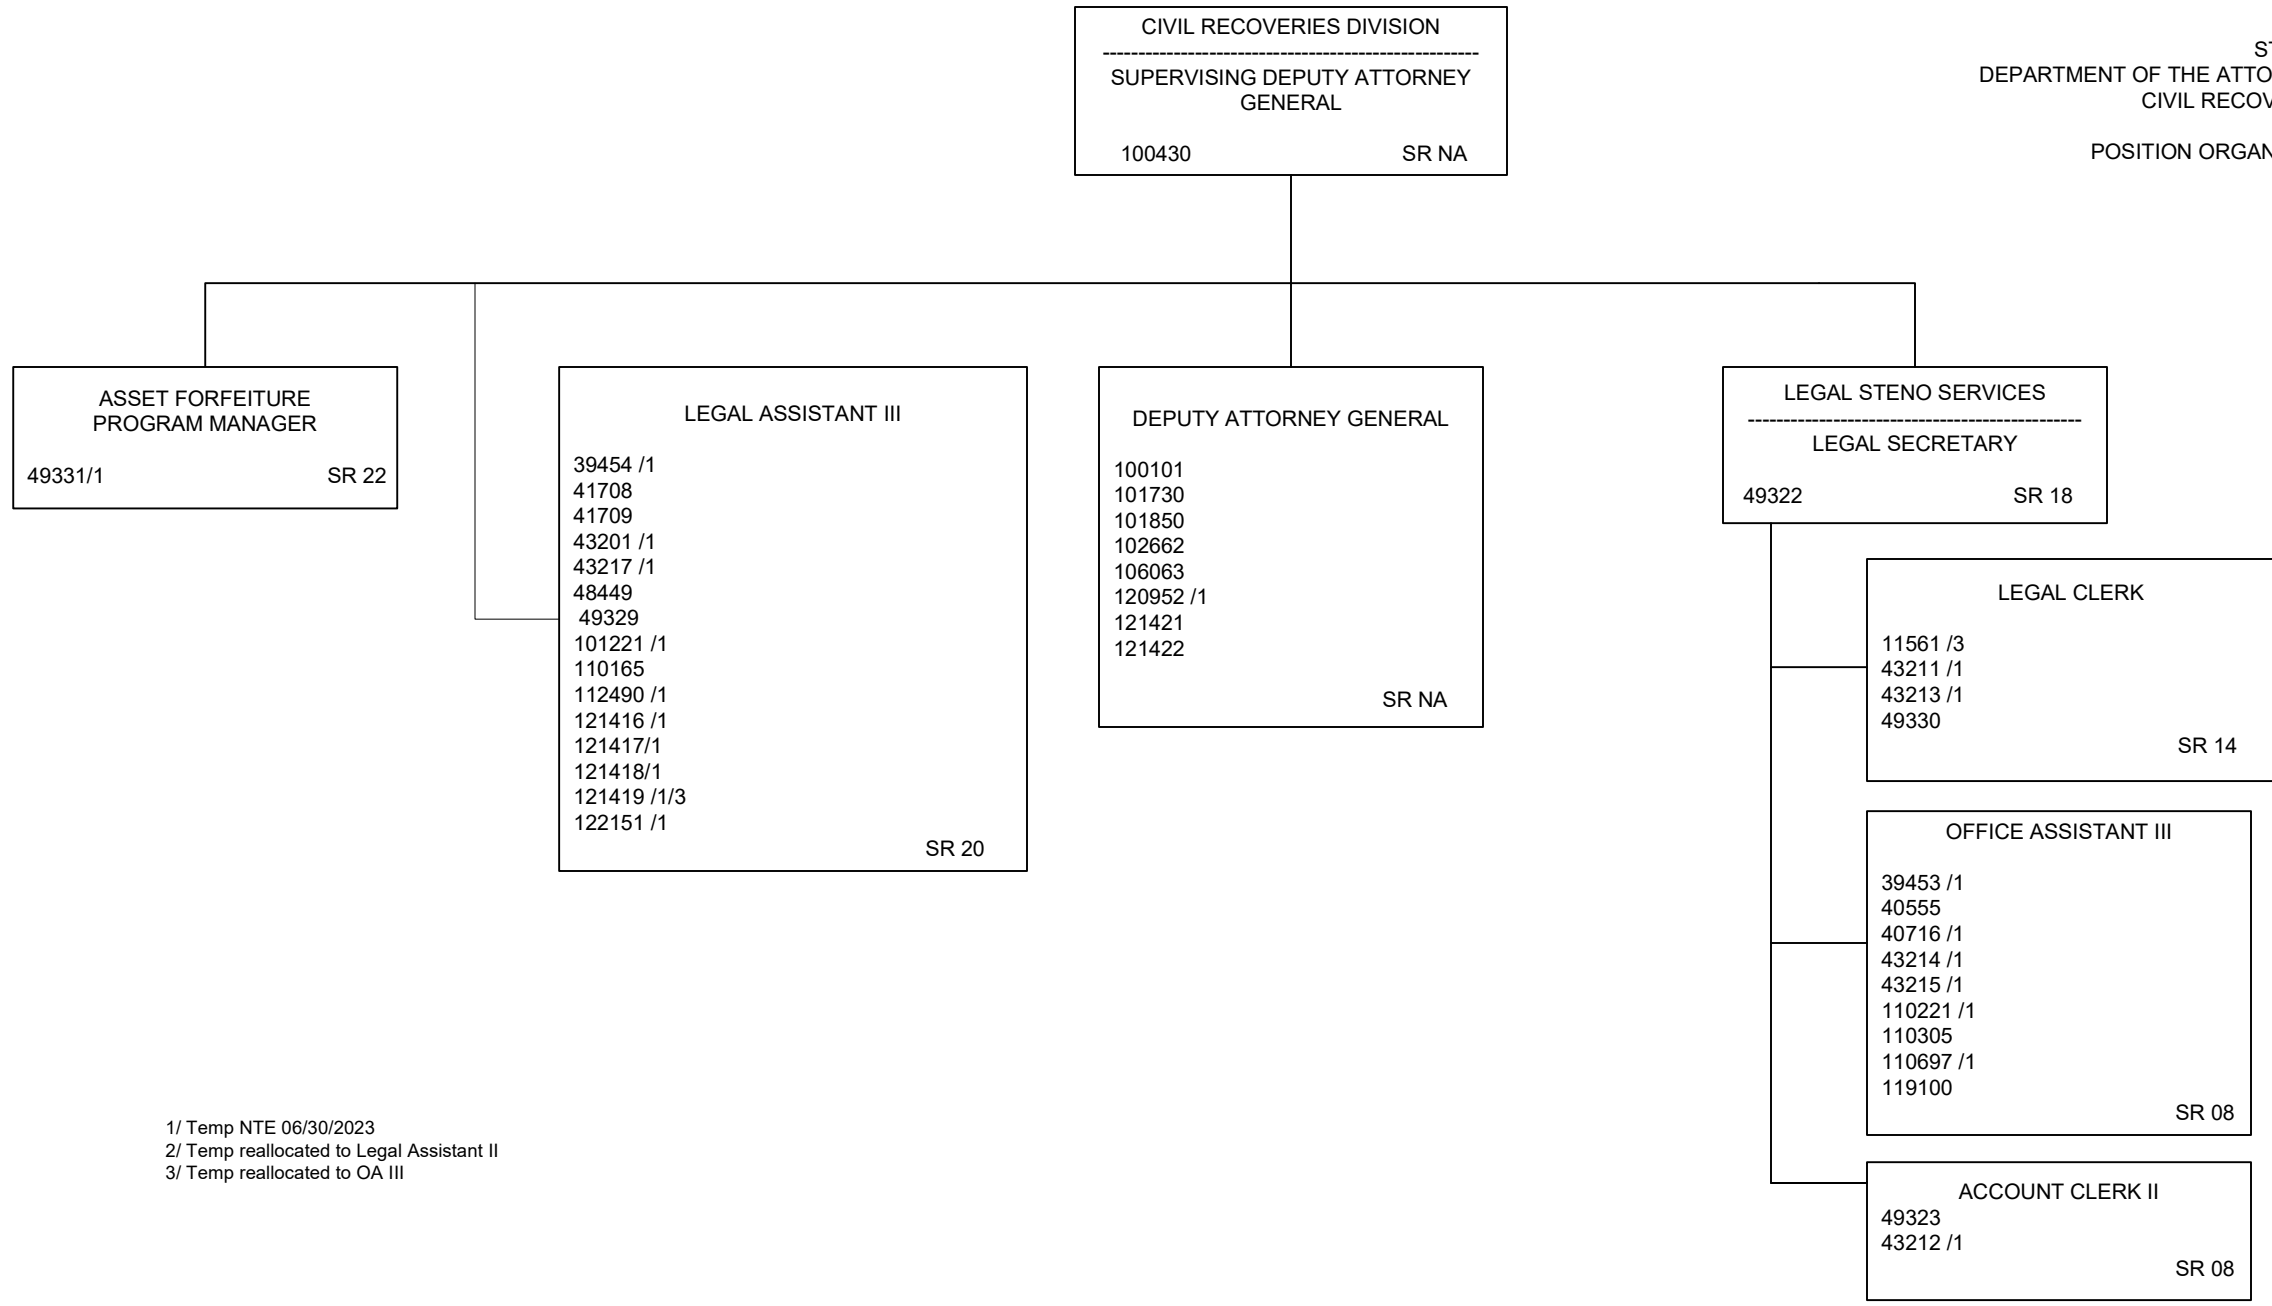 CIVIL RECOVERIES DIVISION
-----------------------------------------------------
SUPERVISING DEPUTY ATTORNEY
GENERAL
100430 SR NA
DEPARTMENT OF THE
CIVIL
POSITION
ASSET FORFEITURE
PROGRAM MANAGER
49331/1 SR 22
LEGAL ASSISTANT III
39454 /1
41708
41709
43201 /1
43217 /1
48449
49329
101221 /1
110165
112490 /1
121416 /1
121417/1
121418/1
121419 /1/3
122151 /1
SR 20
DEPUTY ATTORNEY GENERAL
100101
101730
101850
102662
106063
120952 /1
121421
121422
SR NA
LEGAL STENO SERVICES
-----------------------------------------------
LEGAL SECRETARY
49322 SR 18
LEGAL CLERK
11561 /3
43211 /1
43213 /1
49330
SR 14
OFFICE ASSISTANT III
39453 /1
40555
40716 /1
43214 /1
43215 /1
110221 /1
110305
110697 /1
119100
SR 08
ACCOUNT CLERK II
49323
43212 /1
SR 08
1/ Temp NTE 06/30/2023
2/ Temp reallocated to Legal Assistant II
3/ Temp reallocated to OA III